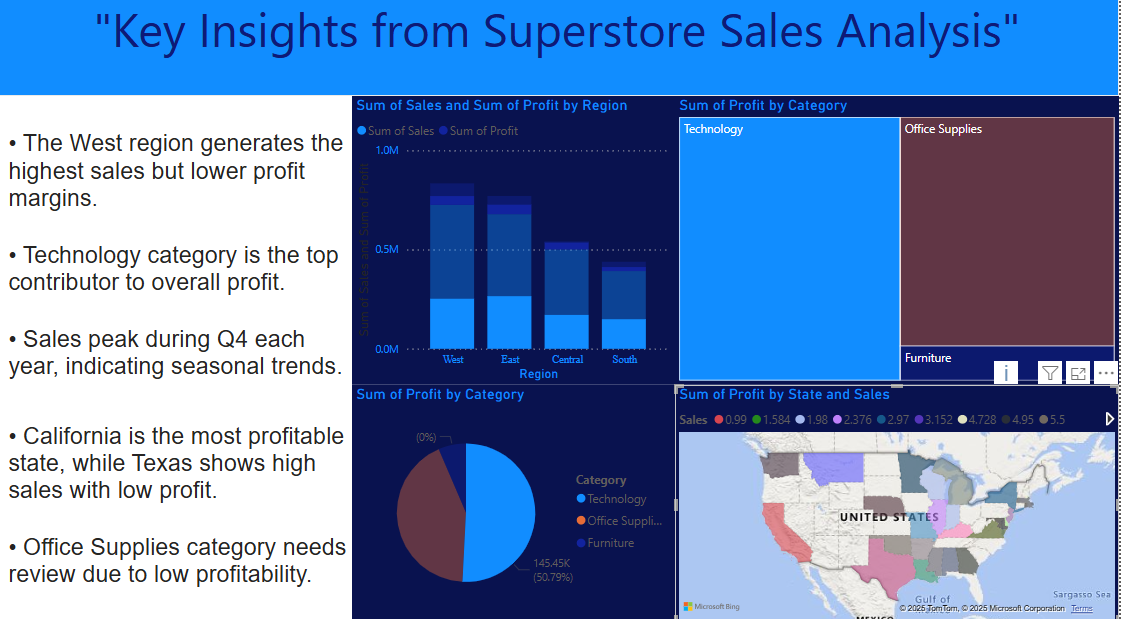 "Key Insights from Superstore Sales Analysis"
• The West region generates the
highest sales but lower profit
margins.
• Technology category is the top
contributor to overall profit.
• Sales peak during Q4 each
year, indicating seasonal trends.
• California is the most profitable
state, while Texas shows high
sales with low profit.
• Office Supplies category needs
review due to low profitability.
Sum of Sales and Sum of Profit by Region
Sum of Sales Sum of Profit
Sum of Sales and Sum of Profit
1.0M
0.5M
0.0M
West East Central South
Region
Sum of Profit by Category
Technology
Office Supplies
Furniture
Sum of Profit by Category
(0%)
145.45K
(50.79%)
Category
Technology
Office Suppli...
Furniture
Sum of Profit by State and Sales
Sales 0.99 1.584 1.98 2.376 2.97 3.152 4.728 4.95 5.5
UNITED STATES
Gulf of
Sargasso Sea
MEXICO
Microsoft Bing
© 2025 TomTom, © 2025 Microsoft Corporation Terms